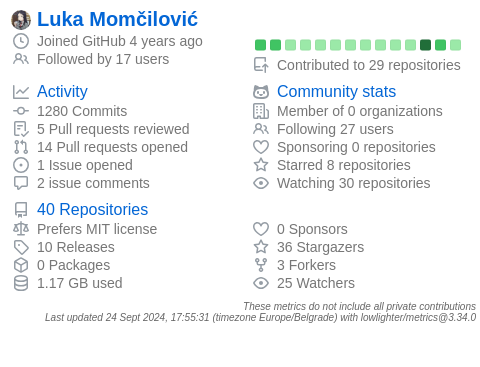 Luka Momčilović
Joined GitHub 4 years ago
Followed by 17 users
Contributed to 29 repositories
Activity
1280 Commits
5 Pull requests reviewed
14 Pull requests opened
1 Issue opened
2 issue comments
Community stats
Member of 0 organizations
Following 27 users
Sponsoring 0 repositories
Starred 8 repositories
Watching 30 repositories
40 Repositories
Prefers MIT license
10 Releases
0 Packages
1.17 GB used
0 Sponsors
36 Stargazers
3 Forkers
25 Watchers
These metrics do not include all private contributions
Last updated 24 Sept 2024, 17:55:31 (timezone Europe/Belgrade) with lowlighter/metrics@3.34.0